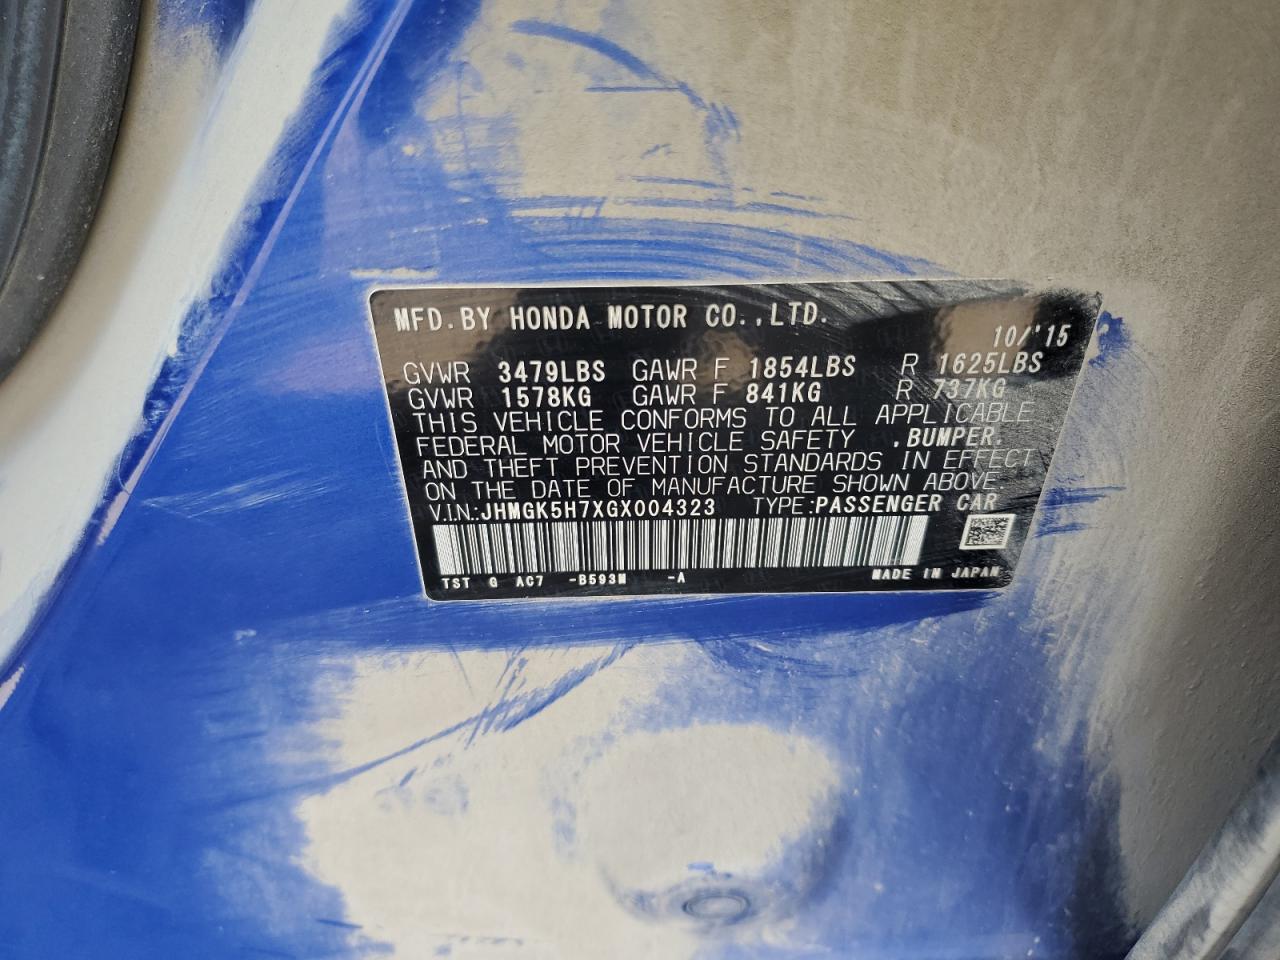 MFD.BY HONDA MOTOR CO.,LTD.
10/'15
GVWR 3479LBS GAWR F 1854LBS R 1625LBS
GVWR 1578KG GAWR F 841KG R 737KG
THIS VEHICLE CONFORMS TO ALL APPLICABLE
FEDERAL MOTOR VEHICLE SAFETY ,BUMPER,
AND THEFT PREVENTION STANDARDS IN EFFECT
ON THE DATE OF MANUFACTURE SHOWN ABOVE.
V.I.N.:JHMGK5H7XGX004323 TYPE:PASSENGER CAR
TST G AC7 -B593M -A MADE IN JAPAN